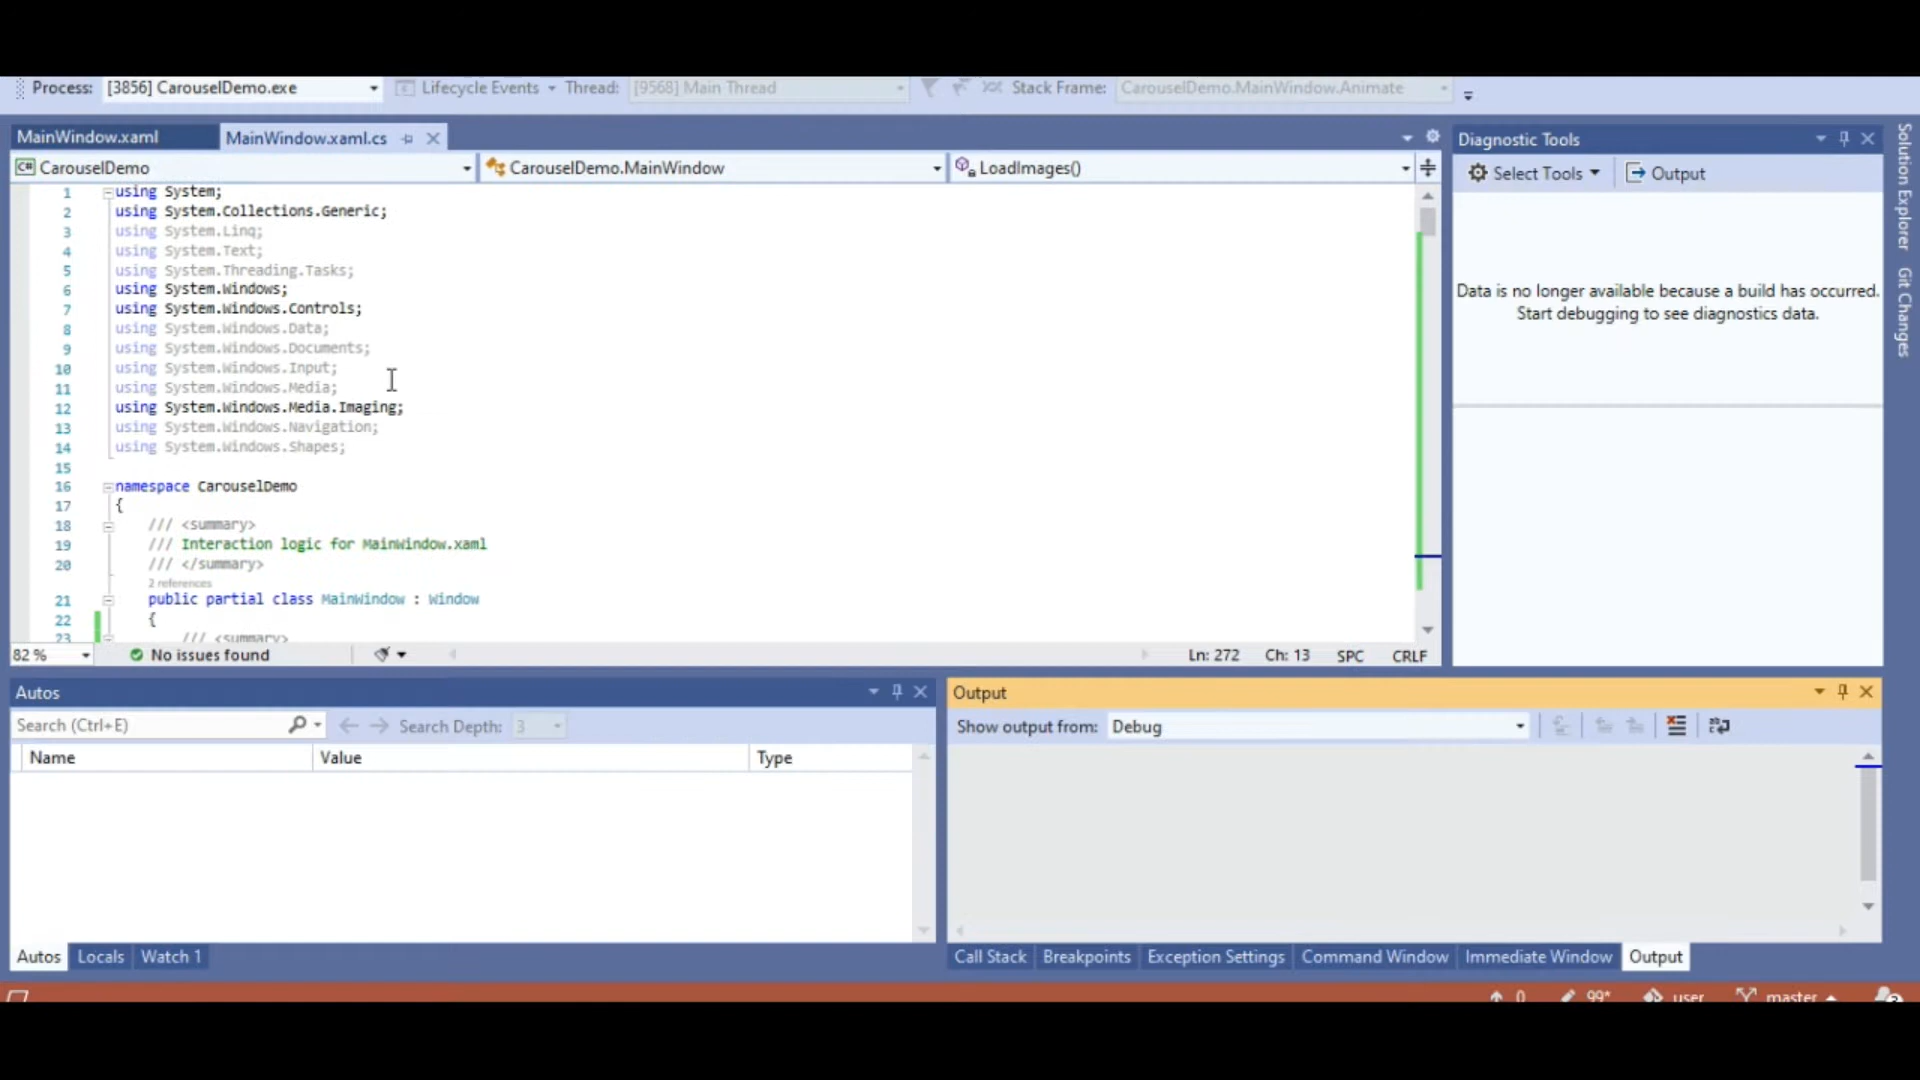 Process: [3856] CarouselDemo.exe Lifecycle Events Thread: [9568] Main Thread Stack Frame: CarouselDemo.MainWindow.Animate
MainWindow.xaml MainWindow.xaml.cs
CarouselDemo CarouselDemo.MainWindow LoadImages()
1 using System;
2 using System.Collections.Generic;
3 using System.Linq;
4 using System.Text;
5 using System.Threading.Tasks;
6 using System.Windows;
7 using System.Windows.Controls;
8 using System.Windows.Data;
9 using System.Windows.Documents;
10 using System.Windows.Input;
11 using System.Windows.Media;
12 using System.Windows.Media.Imaging;
13 using System.Windows.Navigation;
14 using System.Windows.Shapes;
15
16 namespace CarouselDemo
17 {
18 /// <summary>
19 /// Interaction logic for MainWindow.xaml
20 /// </summary>
2 references
21 public partial class MainWindow : Window
22 {
23 /// <summary>
82 % No issues found Ln: 272 Ch: 13 SPC CRLF
Diagnostic Tools
Select Tools Output
Data is no longer available because a build has occurred.
Start debugging to see diagnostics data.
Solution Explorer
Git Changes
Autos
Search (Ctrl+E) Search Depth: 3
Name Value Type
Autos Locals Watch 1
Output
Show output from: Debug
Call Stack Breakpoints Exception Settings Command Window Immediate Window Output
0 99* user master